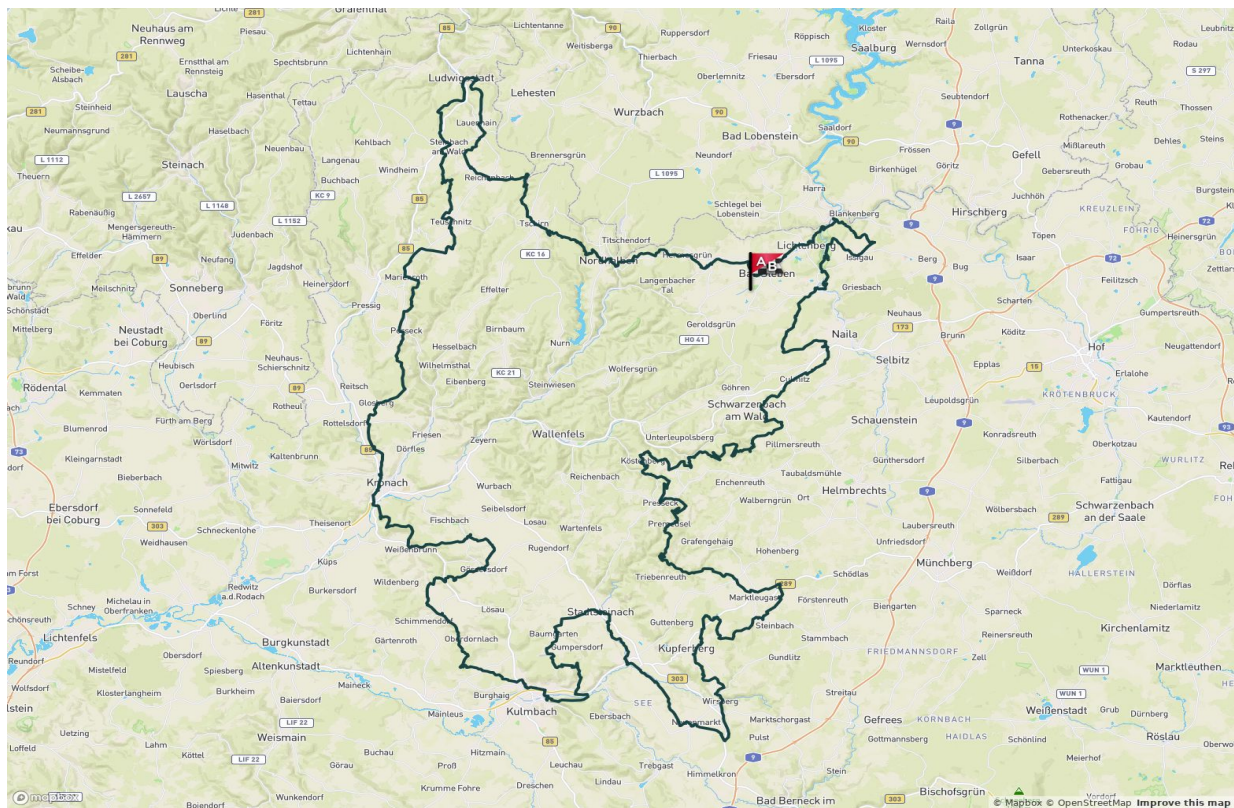 Neuhaus am
Rennweg
Piesau
Lichtentanne
Ruppersdorf
Röppisch
Kloster
Saalburg
Raila
Zollgrün
Unterkoskau
Leubnitz
Rodau
Weitisberga
Thierbach
Friesau
Wernsdorf
Tanna
Mielesdorf
Ernstthal am
Rennsteig
Spechtsbrunn
Lichtenhain
Oberlemnitz
Ebersdorf
Scheibe-
Alsbach
Steinheid
Lauscha
Hasenthal
Tettau
Ludwigsstadt
Lehesten
Wurzbach
Seubtendorf
Reuth
Thossen
Neumannsgrund
Haselbach
Neuenbau
Lauenhain
Bad Lobenstein
Saaldorf
Rothenacker
Mißlareuth
Dehles
Steins
Steinach
Kehlbach
Steinbach
am Wald
Brennersgrün
Neundorf
Frössen
Göritz
Gefell
Grobau
Theuern
Langenau
Buchbach
Windheim
Reichenbach
Harra
Birkenhügel
Gebersreuth
Juchhöh
Burgstein
Rabenäußig
Mengersgereuth-
Hämmern
Judenbach
Teuschnitz
Tschirn
Schlegel bei
Lobenstein
Blankenberg
Hirschberg
KREUZLEIN
Effelder
Neufang
Jagdshof
Titschendorf
Nordhalben
Lichtenberg
Issigau
Töpen
Isaar
Meilschnitz
Sonneberg
Heinersdorf
Marienroth
Effelter
Langenbacher
Tal
Bad Steben
Griesbach
Berg
Feilitzsch
Mittelberg
Oberlind
Pressig
Posseck
Birnbaum
Nurn
Geroldsgrün
Neuhaus
Scharten
Gumpertsreuth
Neustadt
bei Coburg
Föritz
Hesselbach
Naila
Brunn
Köditz
Neugattendorf
Rödental
Heubisch
Neuhaus-
Schierschnitz
Wilhelmsthal
Eibenberg
Wolfersgrün
Selbitz
Epplas
Hof
Oerlsdorf
Reitsch
Steinwiesen
Göhren
Culmitz
Erlalohe
Kemmaten
Rotheul
Glosberg
Leupoldsgrün
KRÖTENBRUCK
Fürth am Berg
Rottelsdorf
Schwarzenbach
am Wald
Schauenstein
Kautendorf
Blumenrod
Wörlsdorf
Kaltenbrunn
Friesen
Zeyern
Wallenfels
Unterleupolsberg
Pillmersreuth
Konradsreuth
Oberkotzau
Kleingarnstadt
Mitwitz
Dörfles
Köstenberg
Günthersdorf
Silberbach
WURLITZ
Bieberbach
Kronach
Reichenbach
Enchenreuth
Taubaldsmühle
Fattigau
Ebersdorf
bei Coburg
Sonnefeld
Schneckenlohe
Theisenort
Wurbach
Seibelsdorf
Presseck
Walberngrün
Ort
Helmbrechts
Wölbersbach
Schwarzenbach
an der Saale
Weidhausen
Fischbach
Losau
Wartenfels
Premeusel
Laubersreuth
Weißenbrunn
Rugendorf
Grafengehaig
Unfriedsdorf
Küps
Hohenberg
Münchberg
Weißdorf
HALLERSTEIN
Redwitz
a.d.Rodach
Wildenberg
Gössersdorf
Triebenreuth
Schödlas
Dörflas
Schney
Michelau in
Oberfranken
Burkersdorf
Lösau
Marktleugast
Förstenreuth
Biengarten
Sparneck
Niederlamitz
Schönsreuth
Stadtsteinach
Reinersreuth
Lichtenfels
Burgkunstadt
Schimmendorf
Guttenberg
Steinbach
Kirchenlamitz
Gärtenroth
Oberdornlach
Baumgarten
Gumpersdorf
Stammbach
Reundorf
Mistelfeld
Obersdorf
Kupferberg
FRIEDMANNSDORF
Spiesberg
Altenkunstadt
Gundlitz
Zell
Marktleuthen
Klosterlangheim
Burkheim
Maineck
Wirsberg
Streitau
Wolfsdorf
Baiersdorf
Burghaig
SEE
Weißenstadt
Grub
Mainleus
Kulmbach
Ebersbach
Neuenmarkt
Marktschorgast
Gefrees
KORNBACH
Dürnberg
Loffeld
Weismain
Pulst
Gottmannsberg
HAIDLAS
Röslau
Uetzing
Lahm
Buchau
Hitzmain
Schönlind
Kösten
Köttel
Görau
Proß
Leuchau
Trebgast
Himmelkron
Stein
Meierhof
Wunkendorf
Krumme Fohre
Dreschen
Lindau
Bad Berneck im
Bischofsgrün
Vordorf
A
B
mapbox
© Mapbox © OpenStreetMap Improve this map